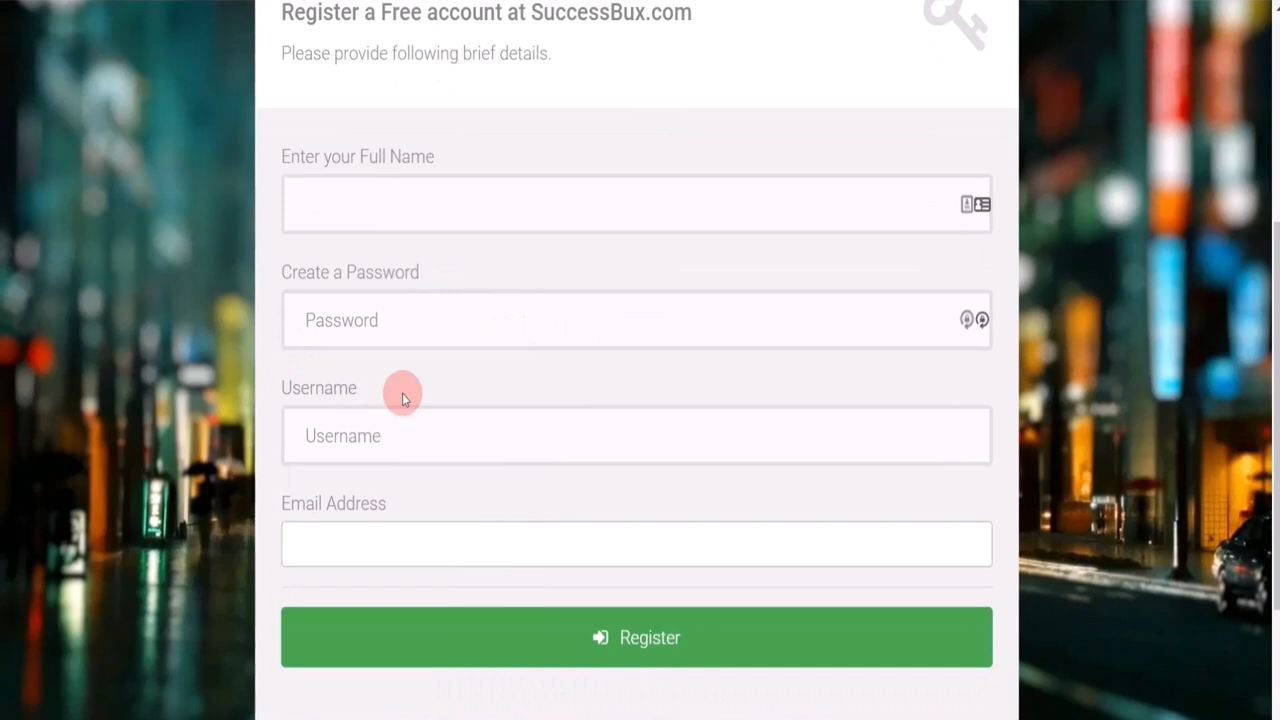 Register a Free account at SuccessBux.com
Please provide following brief details.
Enter your Full Name
Create a Password
Password
Username
Username
Email Address
Register